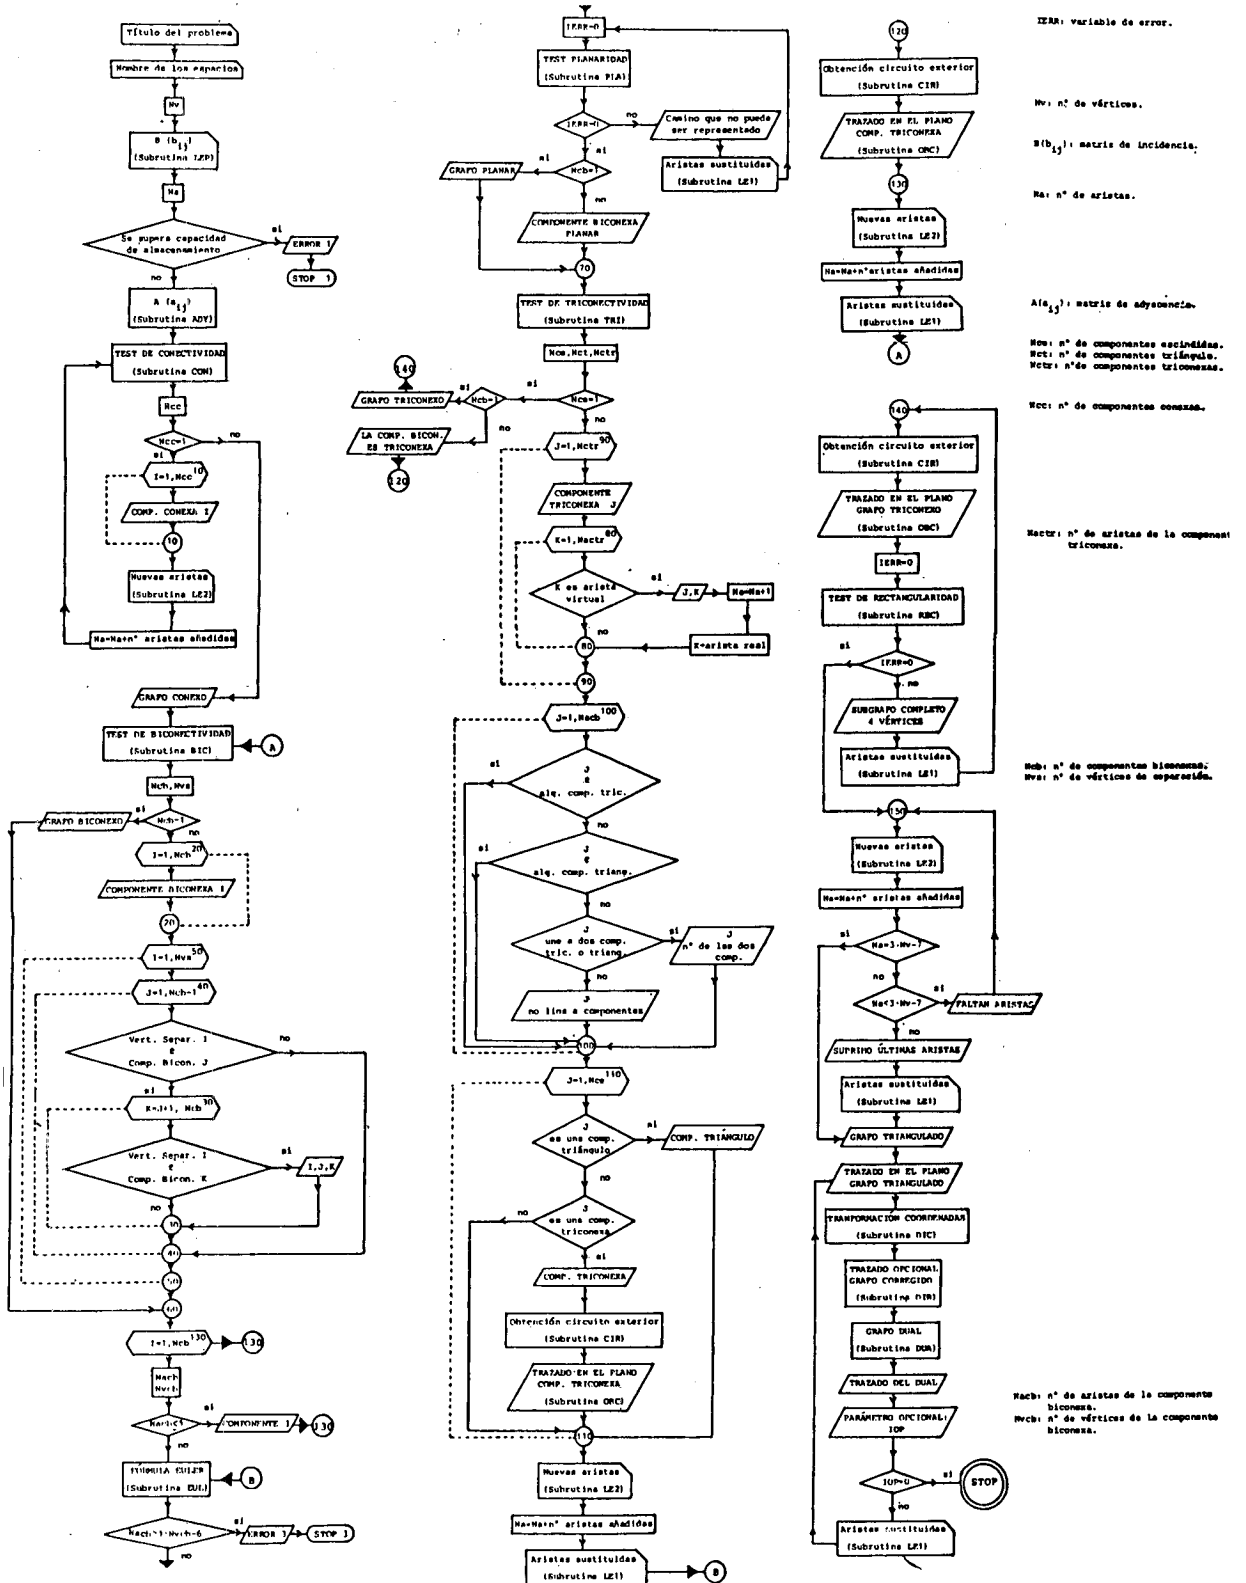 Título del problema
Nombre de los espacios
Nv
B (bij)
(Subrutina LEP)
Na
Se supera capacidad
de almacenamiento
si
ERROR 1
STOP 1
no
A (aij)
(Subrutina ADY)
TEST DE CONECTIVIDAD
(Subrutina CON)
Ncc
Ncc=1
no
si
I=1,Ncc
10
COMP. CONEXA I
10
Nuevas aristas
(Subrutina LE2)
Na=Na+n° aristas añadidas
GRAFO CONEXO
TEST DE BICONECTIVIDAD
(Subrutina BIC)
A
Ncb,Nvs
si
GRAFO BICONEXO
Ncb=1
no
I=1,Ncb
20
COMPONENTE BICONEXA I
20
I=1,Nvs
50
J=1,Ncb-1
40
Vert. Separ. I
e
Comp. Bicon. J
no
si
K=J+1, Ncb
30
Vert. Separ. I
e
Comp. Bicon. K
si
I,J,K
no
30
40
50
60
I=1,Ncb
130
130
Nacb
Nvcb
si
COMPONENTE I
130
no
FÓRMULA EULER
(Subrutina EUL)
B
si
ERROR 3
STOP 3
no
IERR=0
TEST PLANARIDAD
(Subrutina PLA)
IERR=0
no
Camino que no puede
ser representado
si
GRAFO PLANAR
si
Ncb=1
Aristas sustituidas
(Subrutina LE1)
no
COMPONENTE BICONEXA
PLANAR
70
TEST DE TRICONECTIVIDAD
(Subrutina TRI)
Nce,Nct,Nctr
140
si
si
GRAFO TRICONEXO
Ncb=1
Nce=1
no
no
LA COMP. BICON.
ES TRICONEXA
120
J=1,Nctr
90
COMPONENTE
TRICONEXA J
K=1,Nactr
80
K es arista
virtual
si
J,K
Na=Na+1
no
80
K→arista real
90
J=1,Nacb
100
si
J
e
alg. comp. tric.
no
si
J
e
alg. comp. triang.
no
J
une a dos comp.
tric. o triang.
si
J
n° de las dos
comp.
no
J
no une a componentes
100
J=1,Nce
110
J
es una comp.
triángulo
si
COMP. TRIÁNGULO
no
J
es una comp.
triconexa
no
si
COMP. TRICONEXA
Obtención circuito exterior
(Subrutina CIR)
TRAZADO EN EL PLANO
COMP. TRICONEXA
(Subrutina ORC)
110
Nuevas aristas
(Subrutina LE2)
Na=Na+n° aristas añadidas
Aristas sustituidas
(Subrutina LE1)
B
120
Obtención circuito exterior
(Subrutina CIR)
TRAZADO EN EL PLANO
COMP. TRICONEXA
(Subrutina ORC)
130
Nuevas aristas
(Subrutina LE2)
Na=Na+n°aristas añadidas
Aristas sustituidas
(Subrutina LE1)
A
140
Obtención circuito exterior
(Subrutina CIR)
TRAZADO EN EL PLANO
GRAFO TRICONEXO
IERR=0
TEST DE RECTANGULARIDAD
(Subrutina REC)
si
IERR=0
no
SUBGRAFO COMPLETO
4 VÉRTICES
Aristas sustituidas
(Subrutina LE1)
150
Nuevas aristas
(Subrutina LE2)
Na=Na+n° aristas añadidas
si
Na=3·Nv-7
no
Na<3·Nv-7
si
FALTAN ARISTAS
no
SUPRIMO ÚLTIMAS ARISTAS
Aristas sustituidas
(Subrutina LE1)
GRAFO TRIANGULADO
TRAZADO EN EL PLANO
GRAFO TRIANGULADO
TRANFORMACIÓN COORDENADAS
(Subrutina DIC)
TRAZADO OPCIONAL
GRAFO CORREGIDO
(Subrutina DIB)
GRAFO DUAL
(Subrutina DUA)
TRAZADO DEL DUAL
PARÁMETRO OPCIONAL:
IOP
IOP=0
si
STOP
no
Aristas sustituidas
(Subrutina LE1)
IERR: variable de error.
Nv: n° de vértices.
B(bij): matriz de incidencia.
Na: n° de aristas.
A(aij): matriz de adyacencia.
Nce: n° de componentes escindidas.
Nct: n° de componentes triángulo.
Nctr: n°de componentes triconexas.
Ncc: n° de componentes conexas.
Nactr: n° de aristas de la component
triconexa.
Ncb: n° de componentes biconexas.
Nvs: n° de vértices de separación.
Nacb: n° de aristas de la componente
biconexa.
Nvcb: n° de vértices de la componente
biconexa.